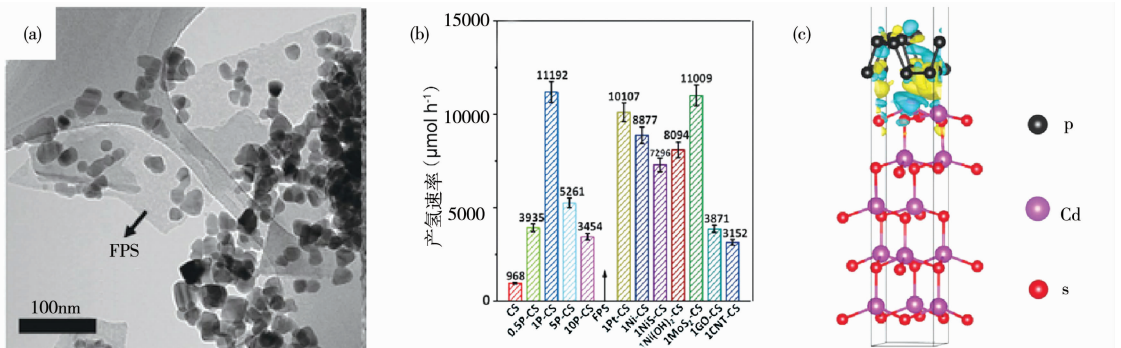 (a)
FPS
100nm
(b)
产氢速率 (μmol h⁻¹)
15000
10000
5000
0
968
3935
11192
5261
3454
10107
8877
7296
8094
11009
3871
3152
CS
0.5P-CS
1P-CS
5P-CS
10P-CS
FPS
1Pt-CS
1Ni-CS
1NiS-CS
1Ni(OH)₂-CS
1MoS₂-CS
1GO-CS
1CNT-CS
(c)
p
Cd
s